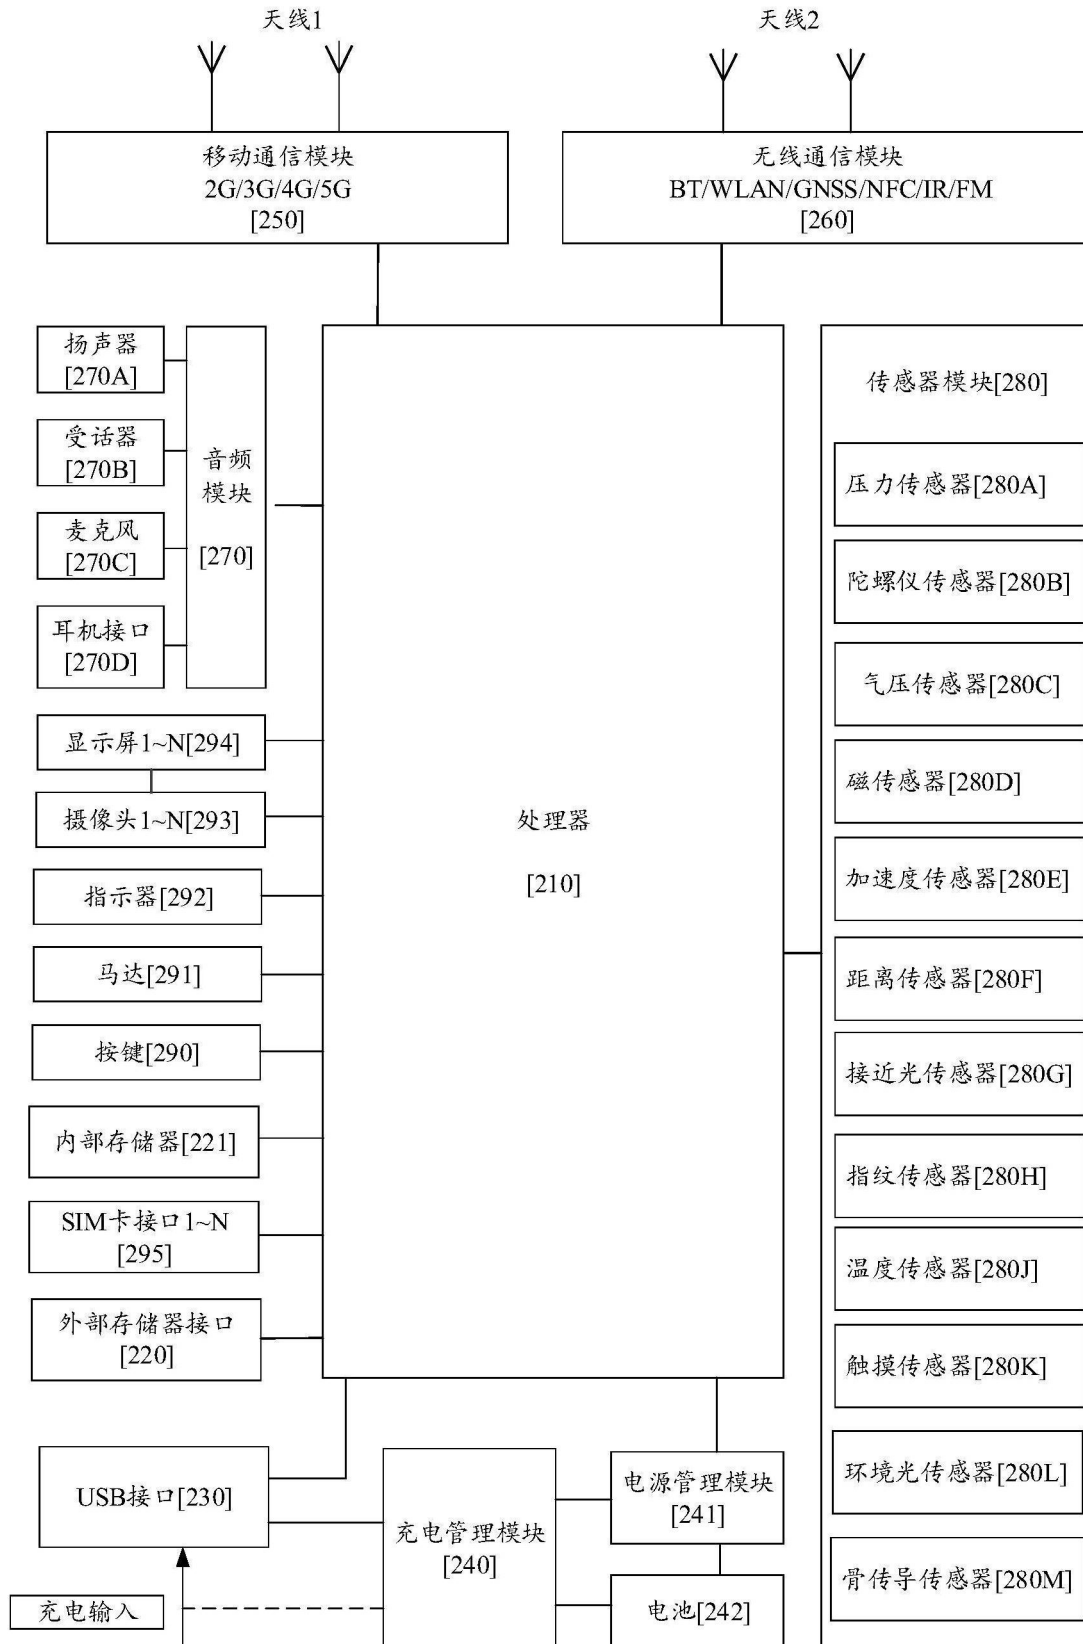 天线1
天线2
移动通信模块
2G/3G/4G/5G
[250]
无线通信模块
BT/WLAN/GNSS/NFC/IR/FM
[260]
扬声器
[270A]
受话器
[270B]
麦克风
[270C]
耳机接口
[270D]
音频
模块
[270]
显示屏1~N[294]
摄像头1~N[293]
指示器[292]
马达[291]
按键[290]
内部存储器[221]
SIM卡接口1~N
[295]
外部存储器接口
[220]
处理器
[210]
传感器模块[280]
压力传感器[280A]
陀螺仪传感器[280B]
气压传感器[280C]
磁传感器[280D]
加速度传感器[280E]
距离传感器[280F]
接近光传感器[280G]
指纹传感器[280H]
温度传感器[280J]
触摸传感器[280K]
环境光传感器[280L]
骨传导传感器[280M]
USB接口[230]
充电管理模块
[240]
电源管理模块
[241]
电池[242]
充电输入